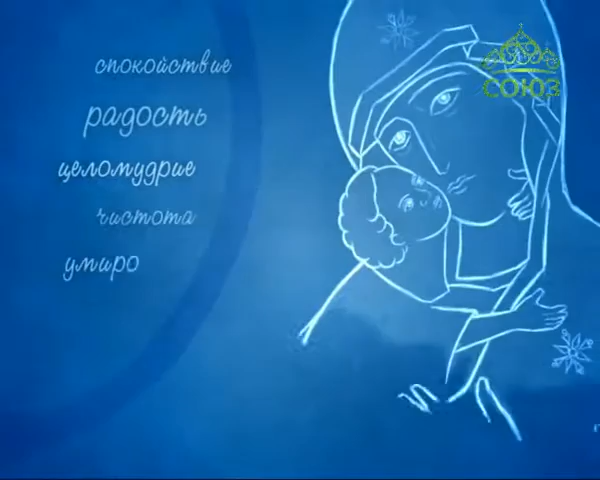 спокойствие
радость
целомудрие
чистота
умиро
СОЮЗ